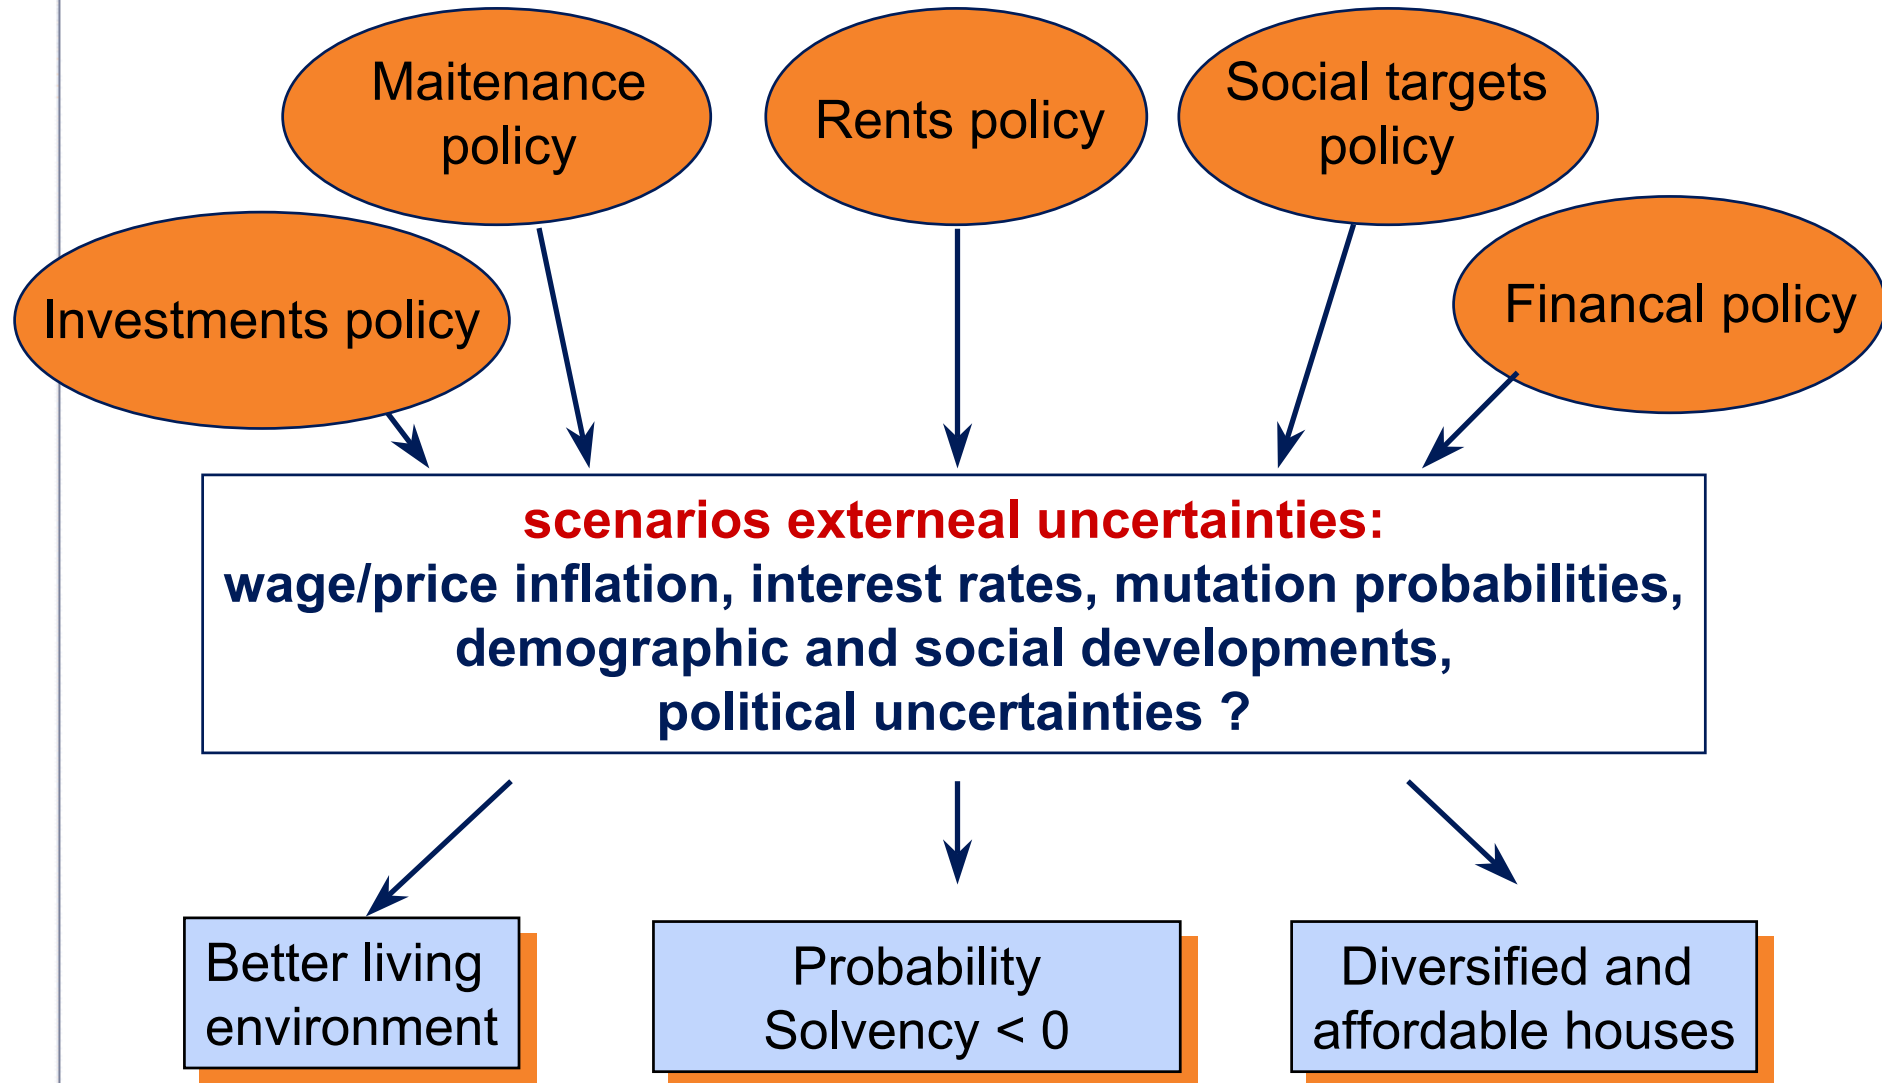 Maitenance
policy
Rents policy
Social targets
policy
Investments policy
Financal policy
scenarios externeal uncertainties:
wage/price inflation, interest rates, mutation probabilities,
demographic and social developments,
political uncertainties ?
Better living
environment
Probability
Solvency < 0
Diversified and
affordable houses